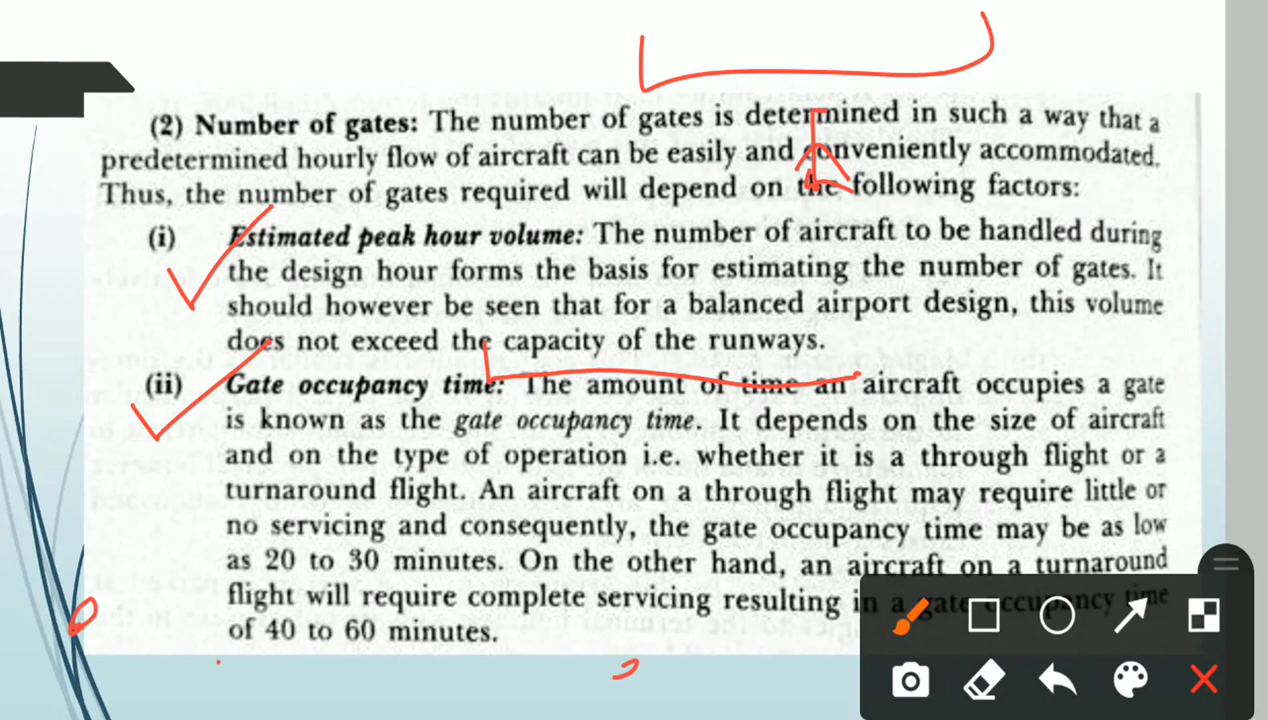 (2) Number of gates: The number of gates is determined in such a way that a
predetermined hourly flow of aircraft can be easily and conveniently accommodated.
Thus, the number of gates required will depend on the following factors:
(i) Estimated peak hour volume: The number of aircraft to be handled during
the design hour forms the basis for estimating the number of gates. It
should however be seen that for a balanced airport design, this volume
does not exceed the capacity of the runways.
(ii) Gate occupancy time: The amount of time an aircraft occupies a gate
is known as the gate occupancy time. It depends on the size of aircraft
and on the type of operation i.e. whether it is a through flight or a
turnaround flight. An aircraft on a through flight may require little or
no servicing and consequently, the gate occupancy time may be as low
as 20 to 30 minutes. On the other hand, an aircraft on a turnaround
flight will require complete servicing resulting in a gate occupancy time
of 40 to 60 minutes.